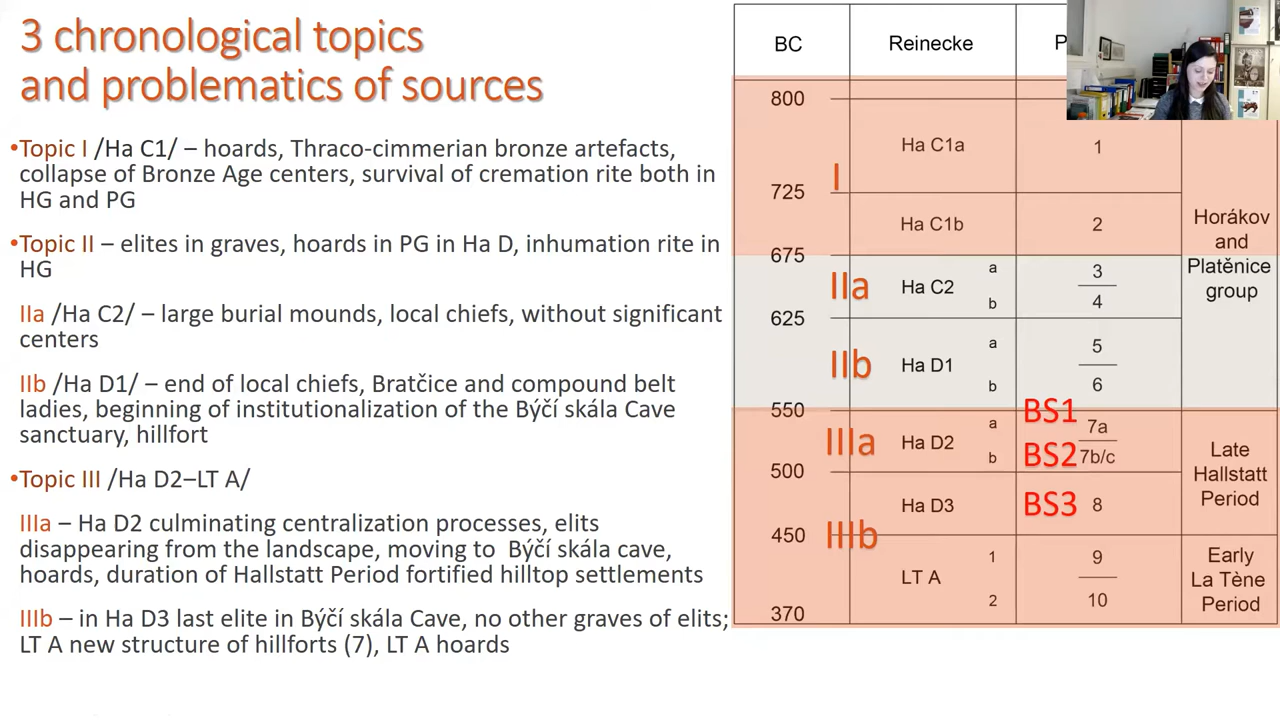 3 chronological topics
and problematics of sources
•Topic I /Ha C1/ – hoards, Thraco-cimmerian bronze artefacts,
collapse of Bronze Age centers, survival of cremation rite both in
HG and PG
•Topic II – elites in graves, hoards in PG in Ha D, inhumation rite in
HG
IIa /Ha C2/ – large burial mounds, local chiefs, without significant
centers
IIb /Ha D1/ – end of local chiefs, Bratčice and compound belt
ladies, beginning of institutionalization of the Býčí skála Cave
sanctuary, hillfort
•Topic III /Ha D2–LT A/
IIIa – Ha D2 culminating centralization processes, elits
disappearing from the landscape, moving to Býčí skála cave,
hoards, duration of Hallstatt Period fortified hilltop settlements
IIIb – in Ha D3 last elite in Býčí skála Cave, no other graves of elits;
LT A new structure of hillforts (7), LT A hoards
BC Reinecke
800
Ha C1a 1
I
725
Ha C1b 2
675
IIa Ha C2 a b 3 4
625
IIb Ha D1 a b 5 6
Horákov
and
Platěnice
group
550 BS1
IIIa Ha D2 a b 7a 7b/c
BS2
500
Ha D3 BS3 8
Late
Hallstatt
Period
450 IIIb
LT A 1 2 9 10
Early
La Tène
Period
370